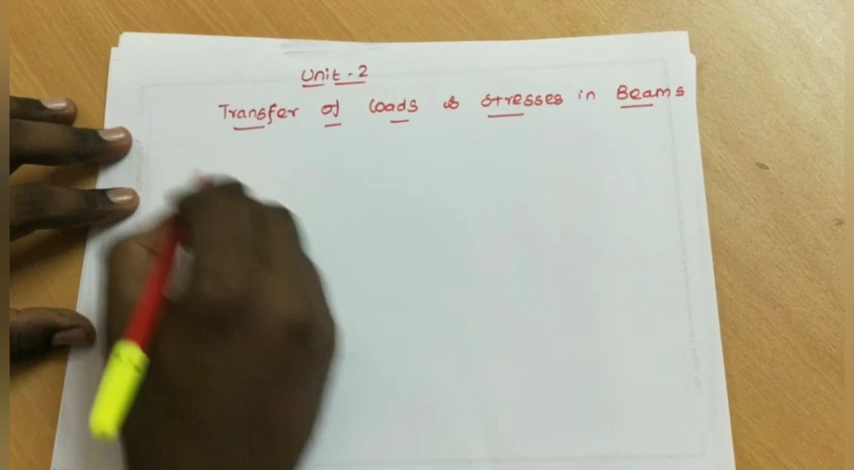 Unit - 2
Transfer of Loads & Stresses in Beams